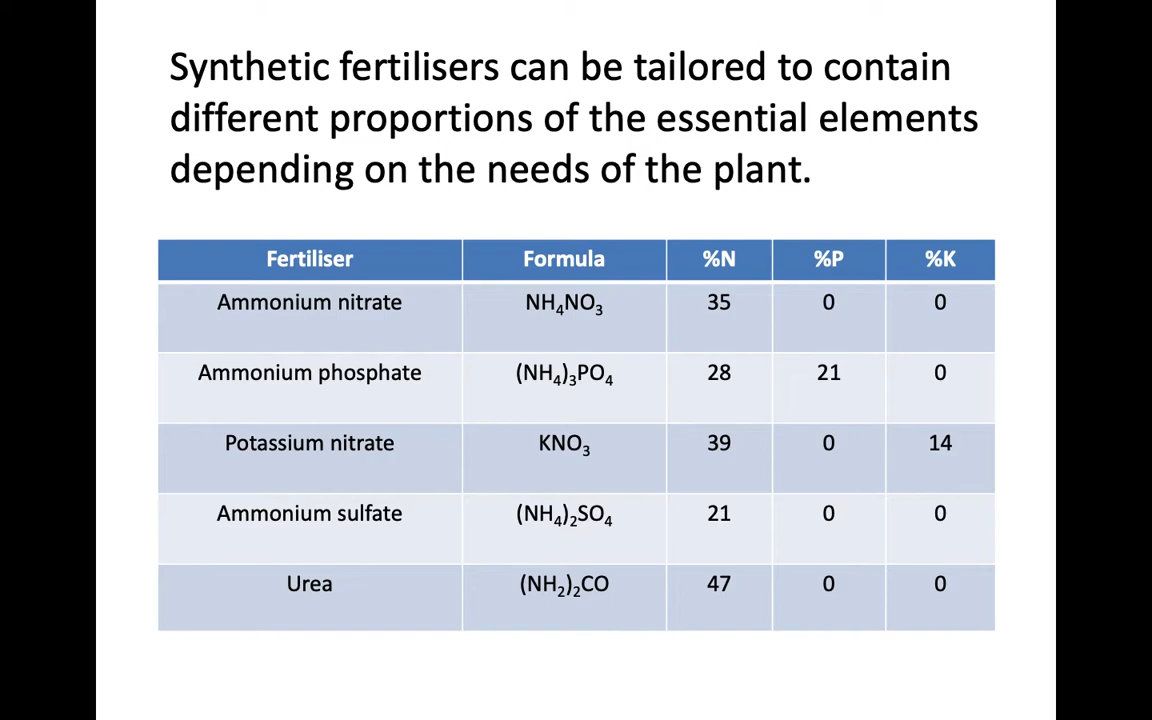 Synthetic fertilisers can be tailored to contain
different proportions of the essential elements
depending on the needs of the plant.
Fertiliser Formula %N %P %K
Ammonium nitrate NH₄NO₃ 35 0 0
Ammonium phosphate (NH₄)₃PO₄ 28 21 0
Potassium nitrate KNO₃ 39 0 14
Ammonium sulfate (NH₄)₂SO₄ 21 0 0
Urea (NH₂)₂CO 47 0 0